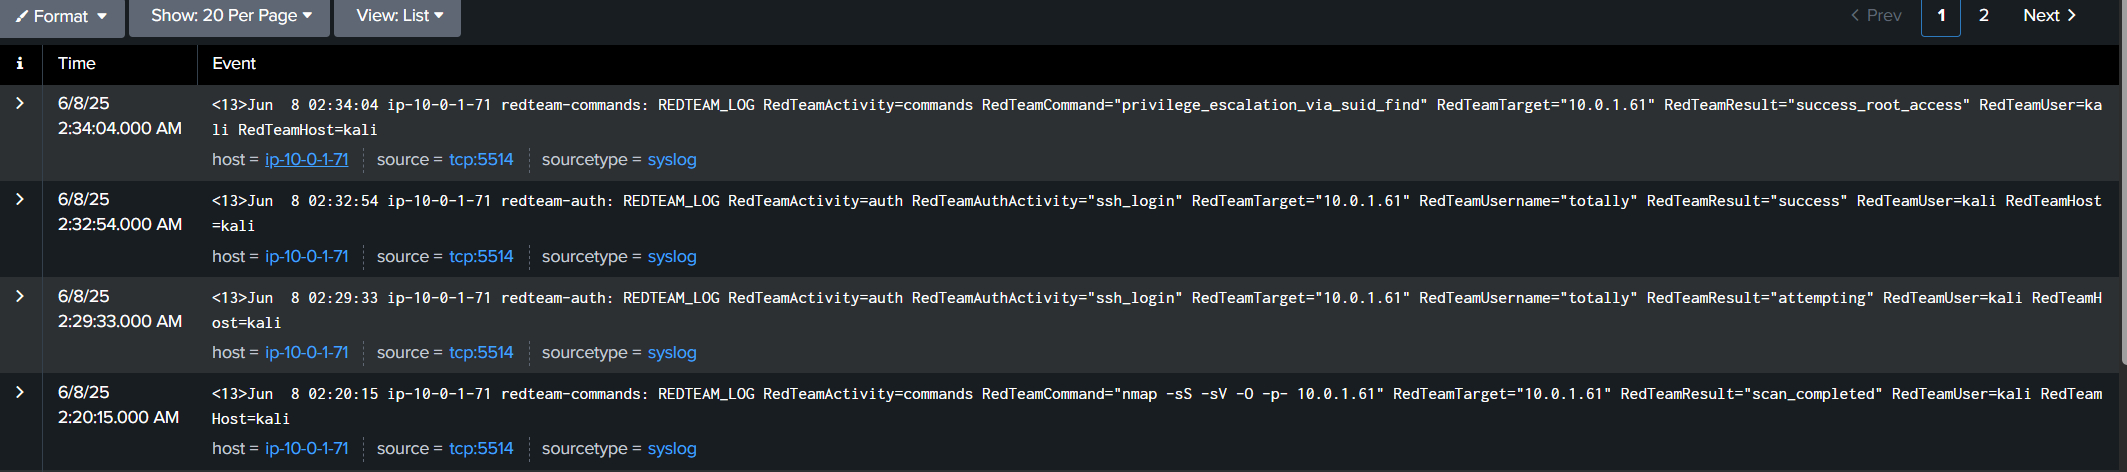 Format Show: 20 Per Page View: List Prev 1 2 Next
i Time Event
6/8/25
2:34:04.000 AM
<13>Jun  8 02:34:04 ip-10-0-1-71 redteam-commands: REDTEAM_LOG RedTeamActivity=commands RedTeamCommand="privilege_escalation_via_suid_find" RedTeamTarget="10.0.1.61" RedTeamResult="success_root_access" RedTeamUser=ka
li RedTeamHost=kali
host = ip-10-0-1-71 source = tcp:5514 sourcetype = syslog
6/8/25
2:32:54.000 AM
<13>Jun  8 02:32:54 ip-10-0-1-71 redteam-auth: REDTEAM_LOG RedTeamActivity=auth RedTeamAuthActivity="ssh_login" RedTeamTarget="10.0.1.61" RedTeamUsername="totally" RedTeamResult="success" RedTeamUser=kali RedTeamHost
=kali
host = ip-10-0-1-71 source = tcp:5514 sourcetype = syslog
6/8/25
2:29:33.000 AM
<13>Jun  8 02:29:33 ip-10-0-1-71 redteam-auth: REDTEAM_LOG RedTeamActivity=auth RedTeamAuthActivity="ssh_login" RedTeamTarget="10.0.1.61" RedTeamUsername="totally" RedTeamResult="attempting" RedTeamUser=kali RedTeamH
ost=kali
host = ip-10-0-1-71 source = tcp:5514 sourcetype = syslog
6/8/25
2:20:15.000 AM
<13>Jun  8 02:20:15 ip-10-0-1-71 redteam-commands: REDTEAM_LOG RedTeamActivity=commands RedTeamCommand="nmap -sS -sV -O -p- 10.0.1.61" RedTeamTarget="10.0.1.61" RedTeamResult="scan_completed" RedTeamUser=kali RedTeam
Host=kali
host = ip-10-0-1-71 source = tcp:5514 sourcetype = syslog